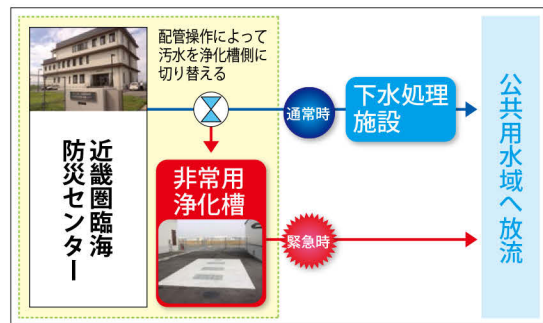 配管操作によって
汚水を浄化槽側に
切り替える
近畿圏臨海
防災センター
通常時
下水処理
施設
非常用
浄化槽
緊急時
公共用水域へ放流